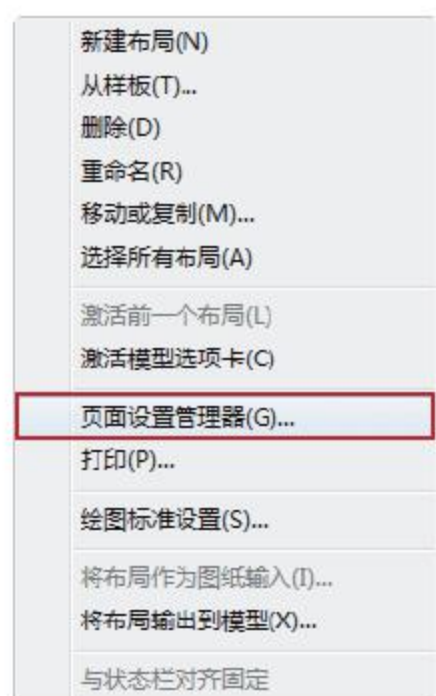 新建布局(N)
从样板(T)...
删除(D)
重命名(R)
移动或复制(M)...
选择所有布局(A)
激活前一个布局(L)
激活模型选项卡(C)
页面设置管理器(G)...
打印(P)...
绘图标准设置(S)...
将布局作为图纸输入(I)...
将布局输出到模型(X)...
与状态栏对齐固定